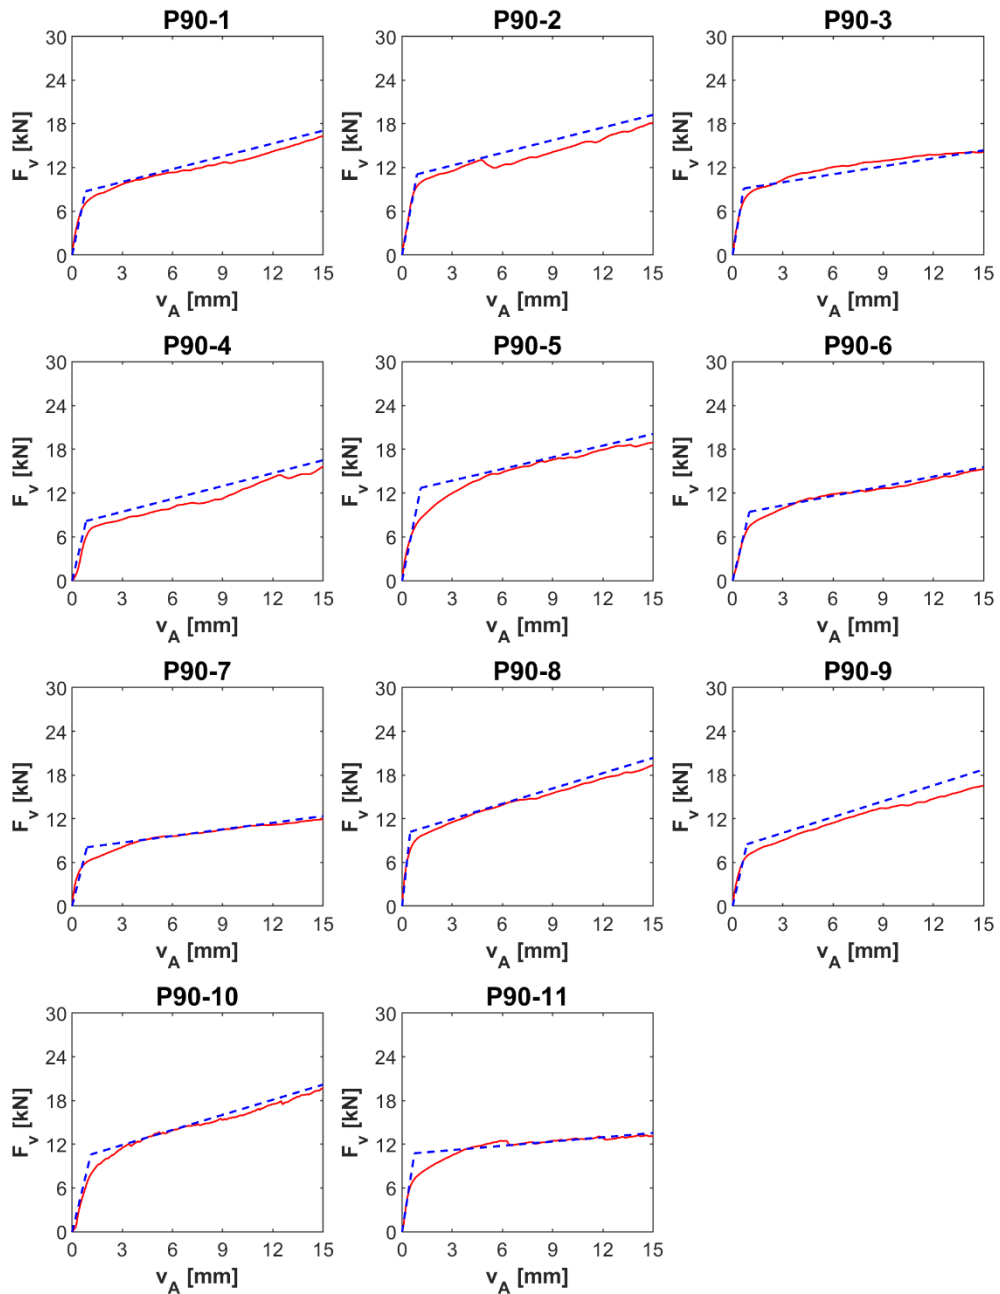 P90-1 P90-2 P90-3
30 30 30
24 24 24
18 18 18
12 12 12
6 6 6
0 0 0
0 3 6 9 12 15 0 3 6 9 12 15 0 3 6 9 12 15
F_v [kN] F_v [kN] F_v [kN]
v_A [mm] v_A [mm] v_A [mm]
P90-4 P90-5 P90-6
30 30 30
24 24 24
18 18 18
12 12 12
6 6 6
0 0 0
0 3 6 9 12 15 0 3 6 9 12 15 0 3 6 9 12 15
F_v [kN] F_v [kN] F_v [kN]
v_A [mm] v_A [mm] v_A [mm]
P90-7 P90-8 P90-9
30 30 30
24 24 24
18 18 18
12 12 12
6 6 6
0 0 0
0 3 6 9 12 15 0 3 6 9 12 15 0 3 6 9 12 15
F_v [kN] F_v [kN] F_v [kN]
v_A [mm] v_A [mm] v_A [mm]
P90-10 P90-11
30 30
24 24
18 18
12 12
6 6
0 0
0 3 6 9 12 15 0 3 6 9 12 15
F_v [kN] F_v [kN]
v_A [mm] v_A [mm]